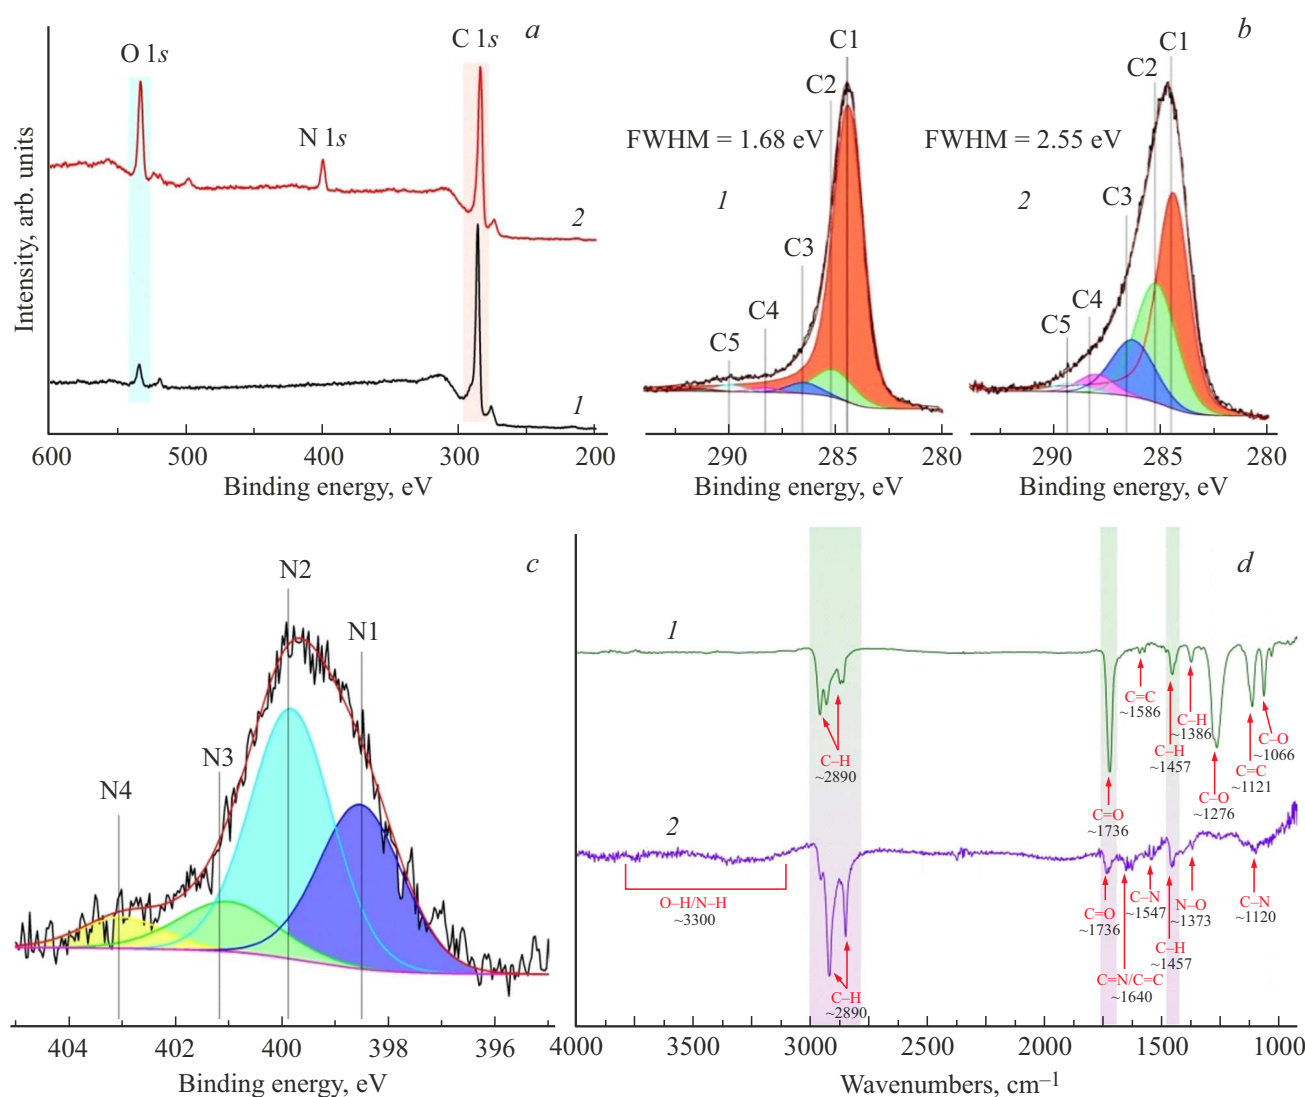 a
O 1s
C 1s
N 1s
2
1
Intensity, arb. units
600
500
400
300
200
Binding energy, eV
b
C1
C2
FWHM = 1.68 eV
1
C3
C4
C5
290
285
280
Binding energy, eV
C1
C2
FWHM = 2.55 eV
2
C3
C4
C5
290
285
280
Binding energy, eV
c
N2
N1
N3
N4
404
402
400
398
396
Binding energy, eV
d
1
C–H
~2890
C=O
~1736
C=C
~1586
C–H
~1457
C–H
~1386
C–O
~1276
C=C
~1121
C–O
~1066
2
O–H/N–H
~3300
C–H
~2890
C=O
~1736
C=N/C=C
~1640
C–N
~1547
C–H
~1457
N–O
~1373
C–N
~1120
4000
3500
3000
2500
2000
1500
1000
Wavenumbers, cm–1